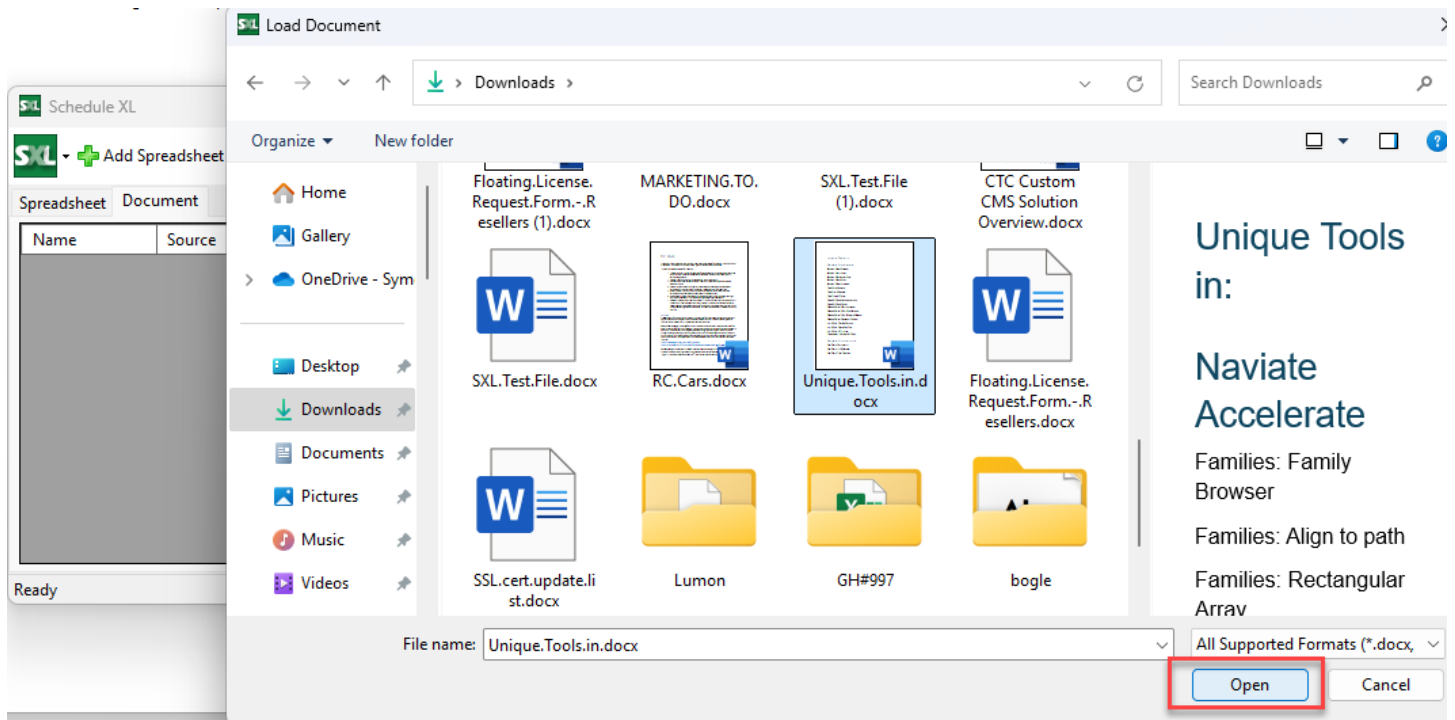 SXL Load Document
Downloads
Search Downloads
SXL Schedule XL
SXL Add Spreadsheet
Spreadsheet Document
Name Source
Ready
Organize New folder
?
Home
Gallery
OneDrive - Sym
Desktop
Downloads
Documents
Pictures
Music
Videos
Floating.License.
Request.Form.-.R
esellers (1).docx
MARKETING.TO.
DO.docx
SXL.Test.File
(1).docx
CTC Custom
CMS Solution
Overview.docx
W
SXL.Test.File.docx
W
RC.Cars.docx
W
Unique.Tools.in.d
ocx
W
Floating.License.
Request.Form.-.R
esellers.docx
W
SSL.cert.update.li
st.docx
Lumon
GH#997
bogle
Unique Tools
in:
Naviate
Accelerate
Families: Family
Browser
Families: Align to path
Families: Rectangular
Array
File name: Unique.Tools.in.docx
All Supported Formats (*.docx,
Open Cancel